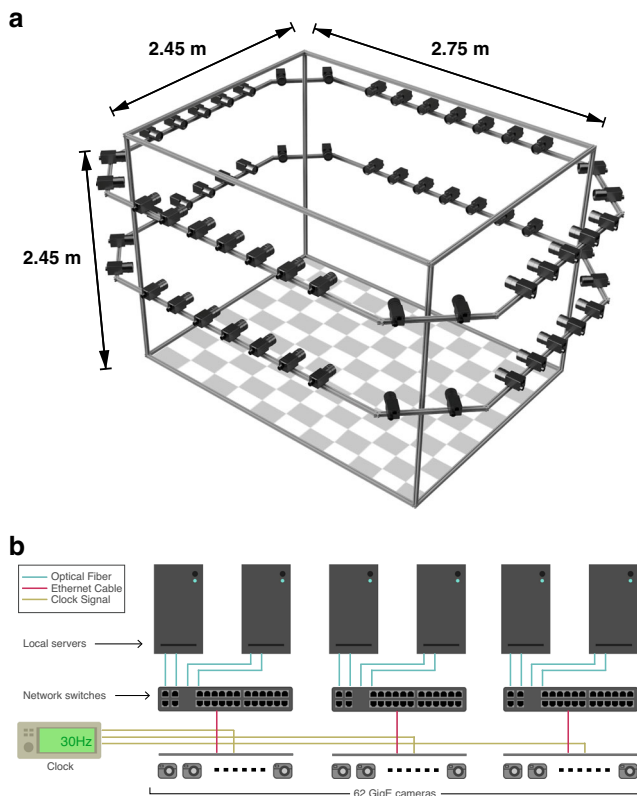 a
2.45 m
2.75 m
2.45 m
b
Optical Fiber
Ethernet Cable
Clock Signal
Local servers
Network switches
30Hz
Clock
62 GigE cameras